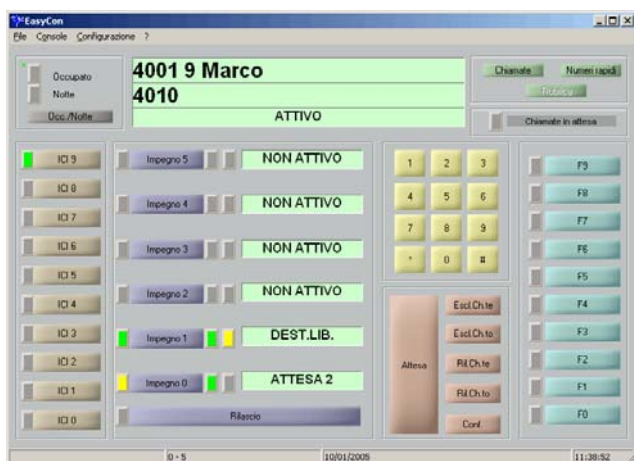 EasyCon
File Console Configurazione ?
Occupato
Notte
Occ./Notte
4001 9 Marco
4010
ATTIVO
Chiamate Numeri rapidi
Rubrica
Chiamate in attesa
ICI 9
ICI 8
ICI 7
ICI 6
ICI 5
ICI 4
ICI 3
ICI 2
ICI 1
ICI 0
Impegno 5 NON ATTIVO
Impegno 4 NON ATTIVO
Impegno 3 NON ATTIVO
Impegno 2 NON ATTIVO
Impegno 1 DEST.LIB.
Impegno 0 ATTESA 2
Rilascio
1 2 3
4 5 6
7 8 9
* 0 #
Attesa
Escl.Ch.te
Escl.Ch.to
Ril.Ch.te
Ril.Ch.to
Conf.
F9
F8
F7
F6
F5
F4
F3
F2
F1
F0
0 - 5 10/01/2005 11:38:52